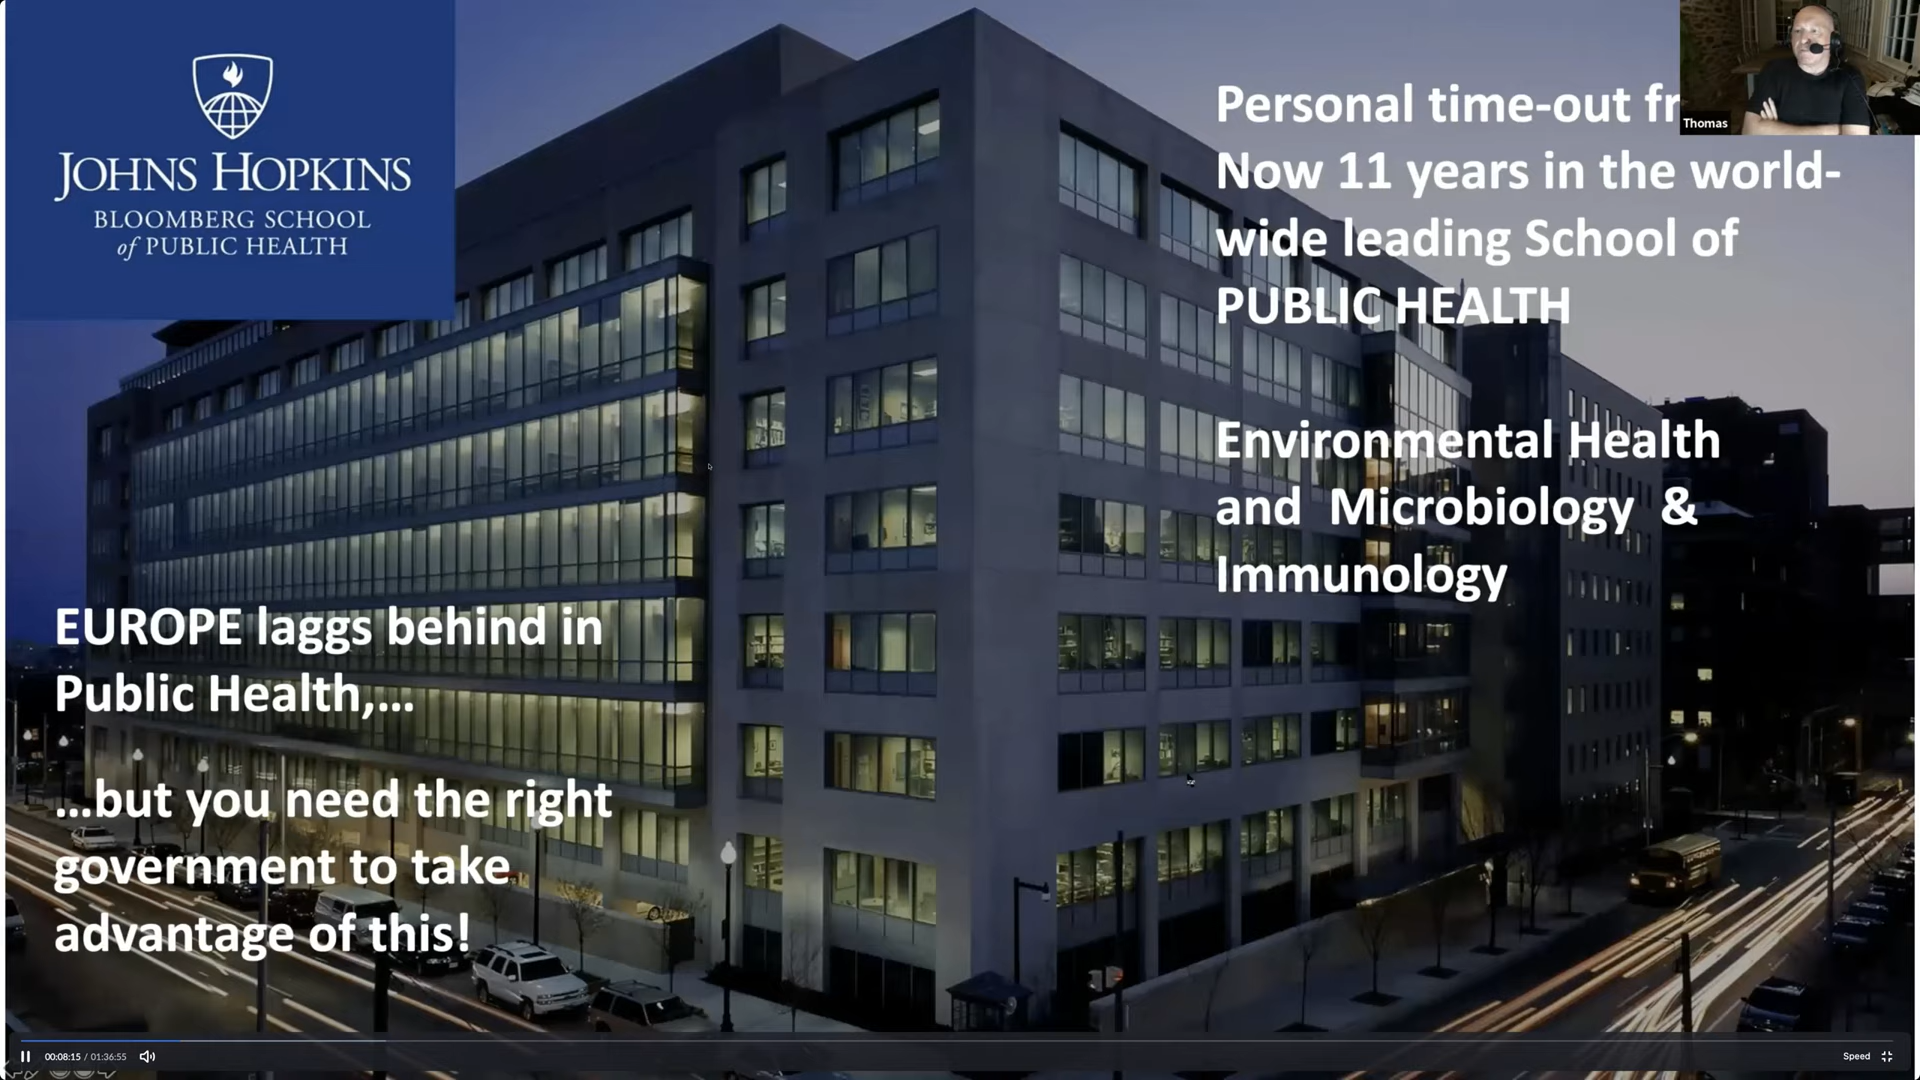 JOHNS HOPKINS
BLOOMBERG SCHOOL
of PUBLIC HEALTH
Personal time-out fr
Now 11 years in the world-
wide leading School of
PUBLIC HEALTH
Environmental Health
and Microbiology &
Immunology
Thomas
EUROPE laggs behind in
Public Health,...
...but you need the right
government to take
advantage of this!
00:08:15 / 01:36:55
Speed